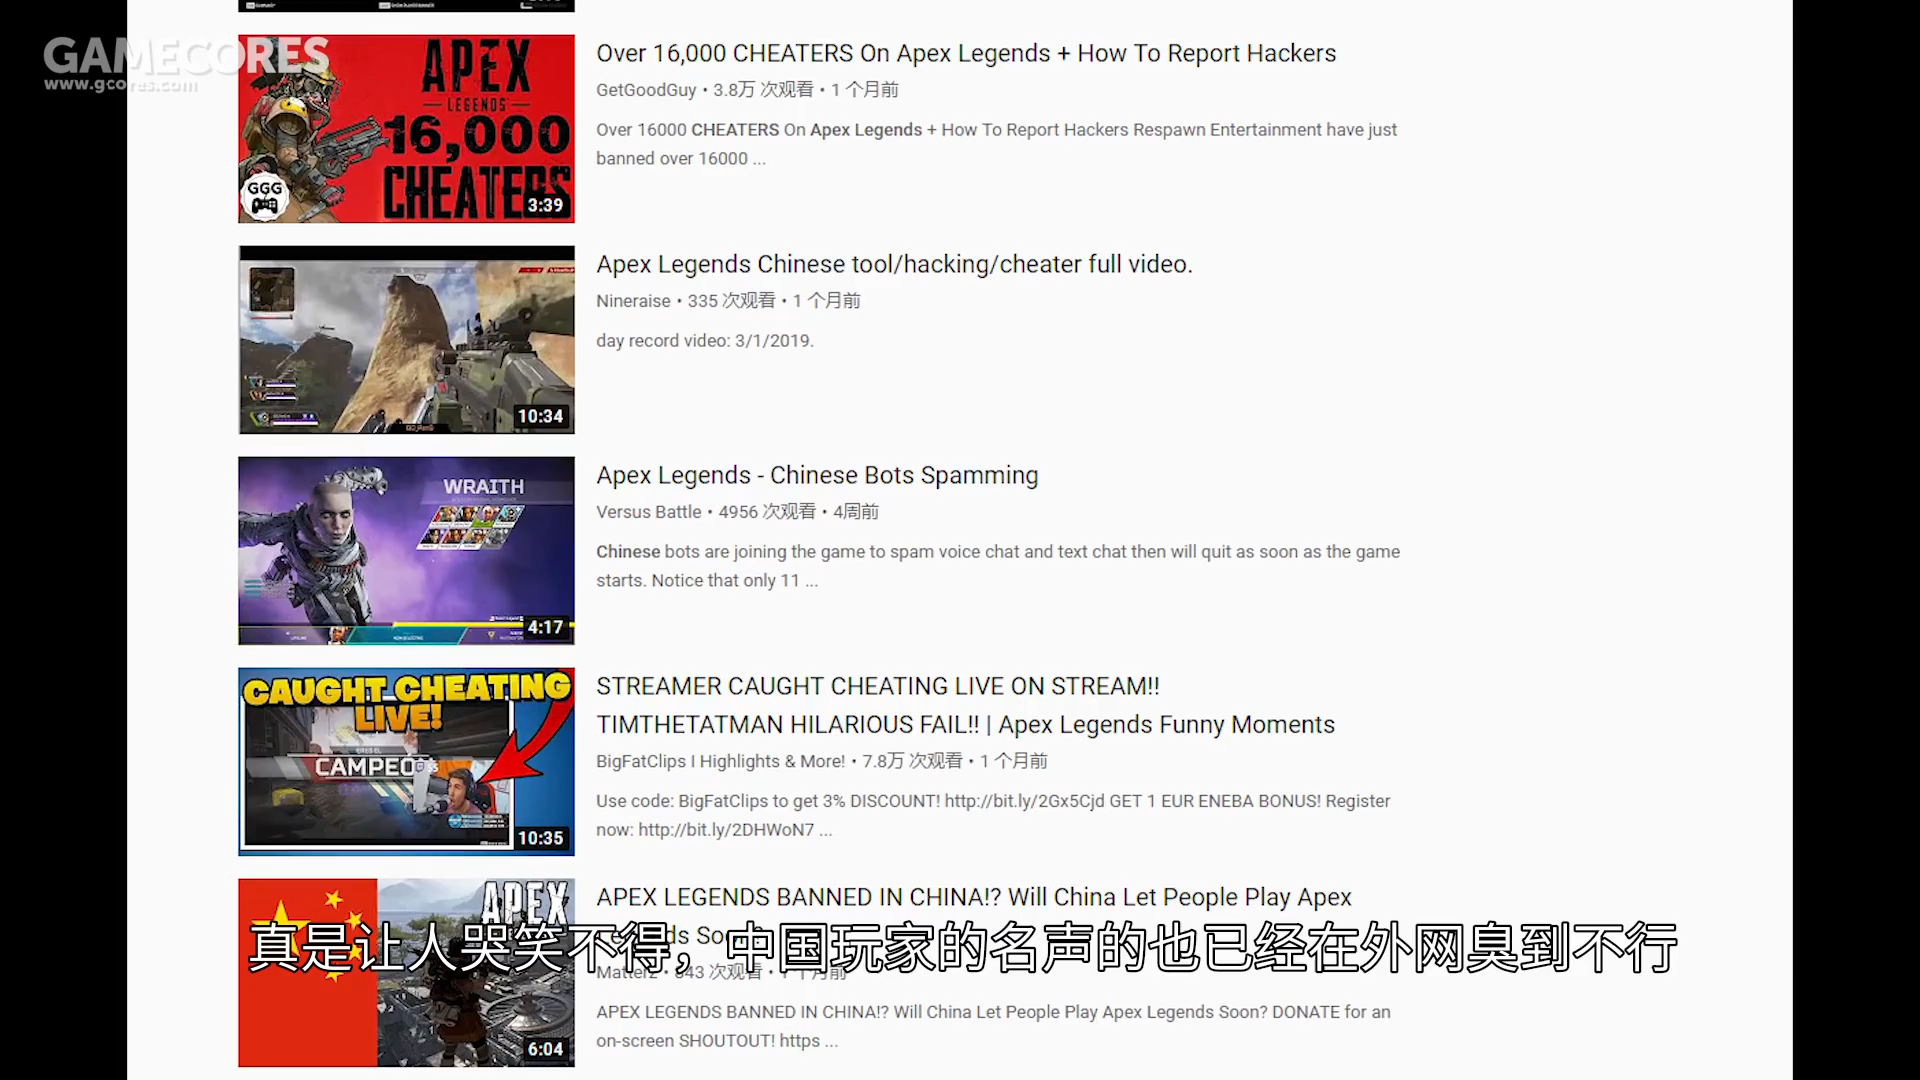 GAMECORES
www.gcores.com
APEX
LEGENDS
16,000
CHEATERS
GGG
3:39
Over 16,000 CHEATERS On Apex Legends + How To Report Hackers
GetGoodGuy • 3.8万 次观看 • 1 个月前
Over 16000 CHEATERS On Apex Legends + How To Report Hackers Respawn Entertainment have just
banned over 16000 ...
10:34
Apex Legends Chinese tool/hacking/cheater full video.
Nineraise • 335 次观看 • 1 个月前
day record video: 3/1/2019.
WRAITH
4:17
Apex Legends - Chinese Bots Spamming
Versus Battle • 4956 次观看 • 4周前
Chinese bots are joining the game to spam voice chat and text chat then will quit as soon as the game
starts. Notice that only 11 ...
CAUGHT CHEATING
LIVE!
CAMPEO
10:35
STREAMER CAUGHT CHEATING LIVE ON STREAM!!
TIMTHETATMAN HILARIOUS FAIL!! | Apex Legends Funny Moments
BigFatClips I Highlights & More! • 7.8万 次观看 • 1 个月前
Use code: BigFatClips to get 3% DISCOUNT! http://bit.ly/2Gx5Cjd GET 1 EUR ENEBA BONUS! Register
now: http://bit.ly/2DHWoN7 ...
APEX
6:04
APEX LEGENDS BANNED IN CHINA!? Will China Let People Play Apex
真是让人哭笑不得，中国玩家的名声的也已经在外网臭到不行
次观看 • 1 个月前
APEX LEGENDS BANNED IN CHINA!? Will China Let People Play Apex Legends Soon? DONATE for an
on-screen SHOUTOUT! https ...